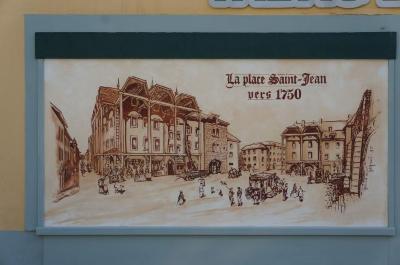 La place Saint-Jean
vers 1750